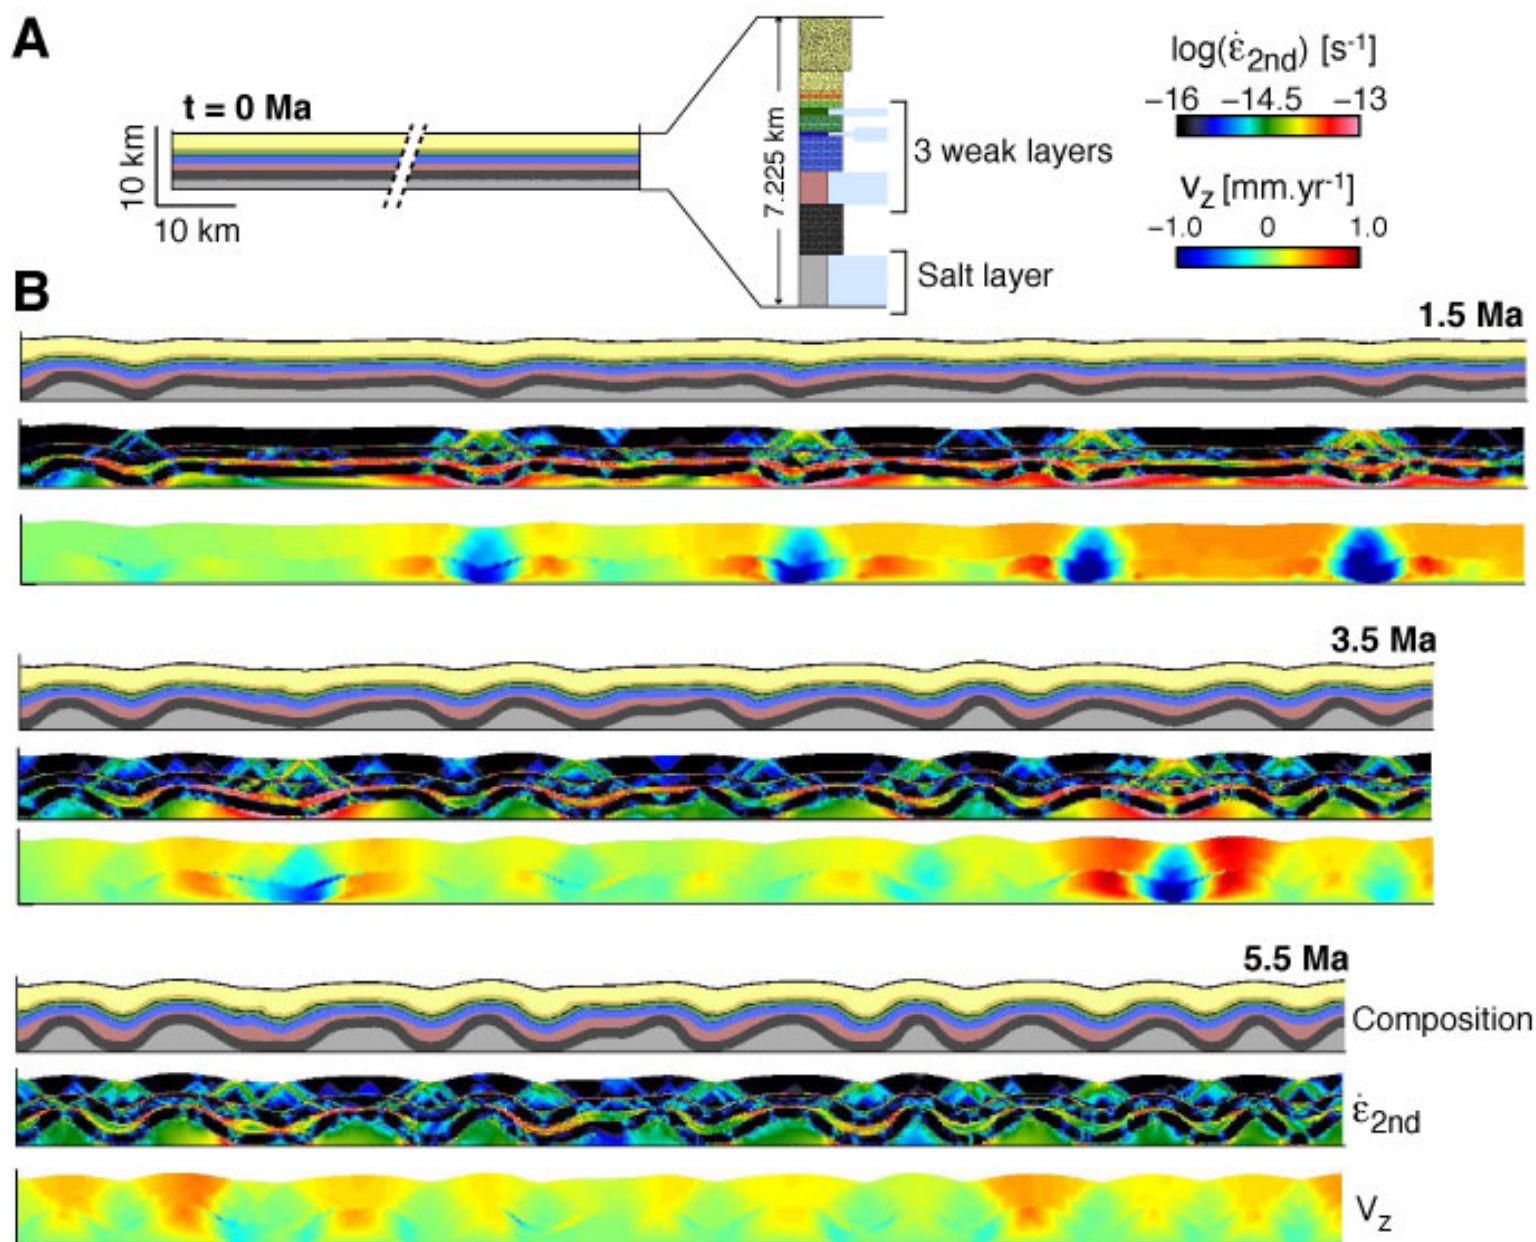 A
t = 0 Ma
10 km
10 km
7.225 km
3 weak layers
Salt layer
log(ε̇2nd) [s-1]
−16 −14.5 −13
Vz [mm.yr-1]
−1.0 0 1.0
B
1.5 Ma
3.5 Ma
5.5 Ma
Composition
ε̇2nd
Vz